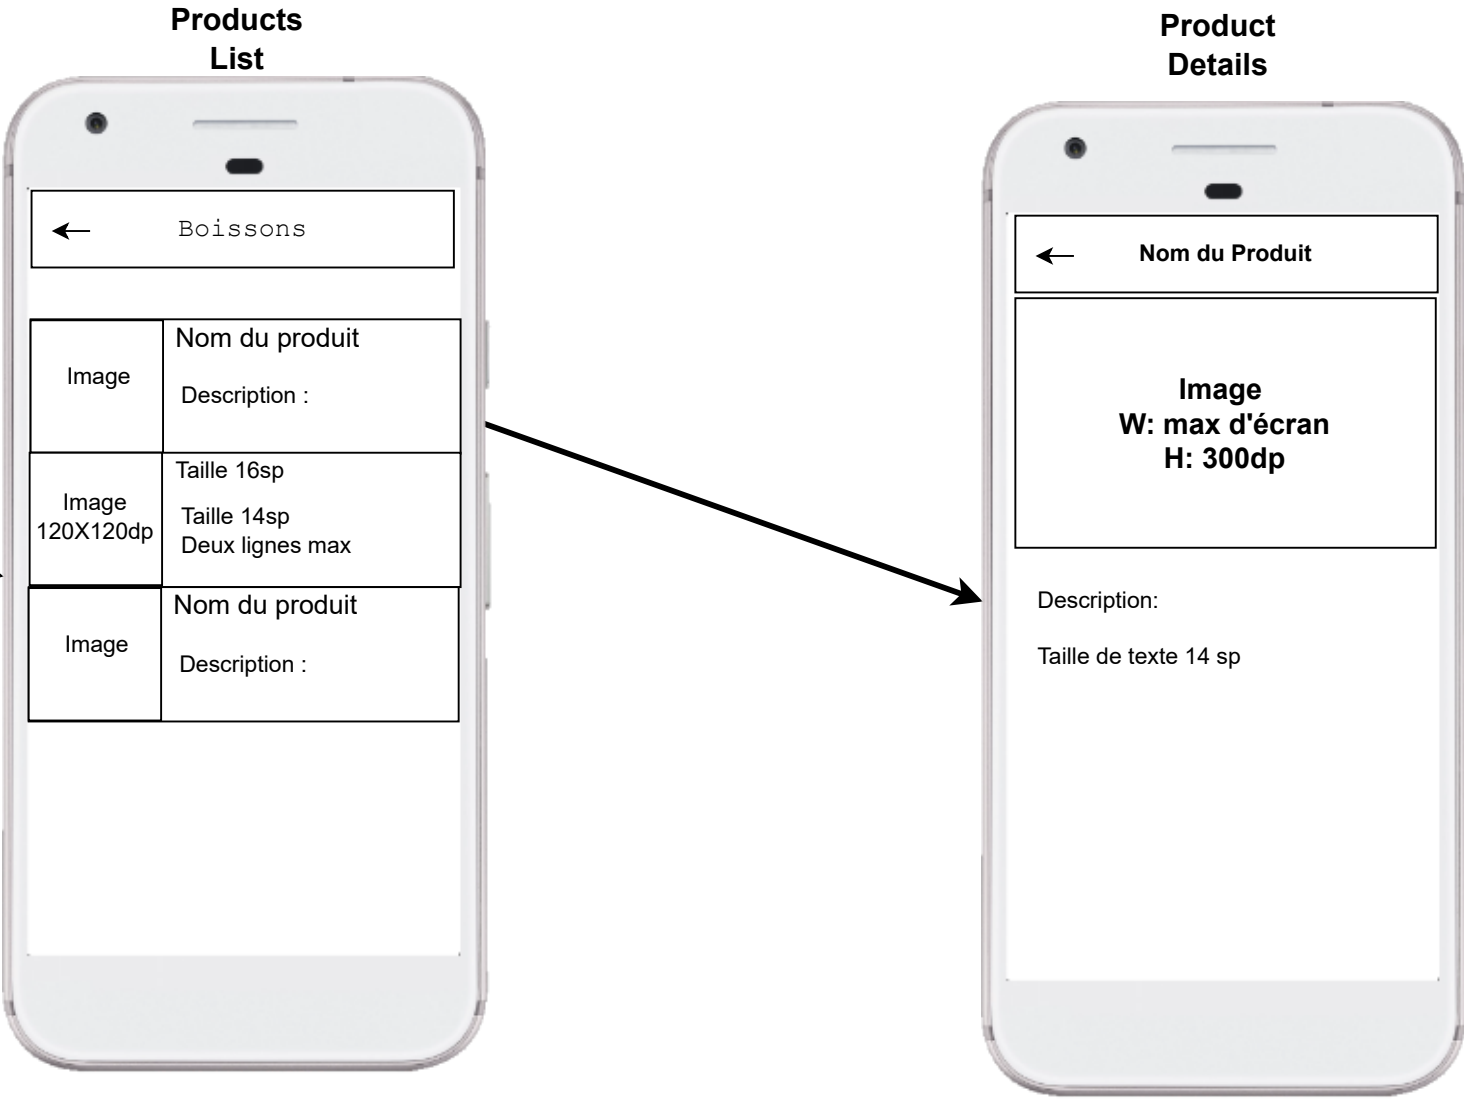 Products
List
Boissons
Image
Nom du produit
Description :
Image
120X120dp
Taille 16sp
Taille 14sp
Deux lignes max
Image
Nom du produit
Description :
Product
Details
Nom du Produit
Image
W: max d'écran
H: 300dp
Description:
Taille de texte 14 sp